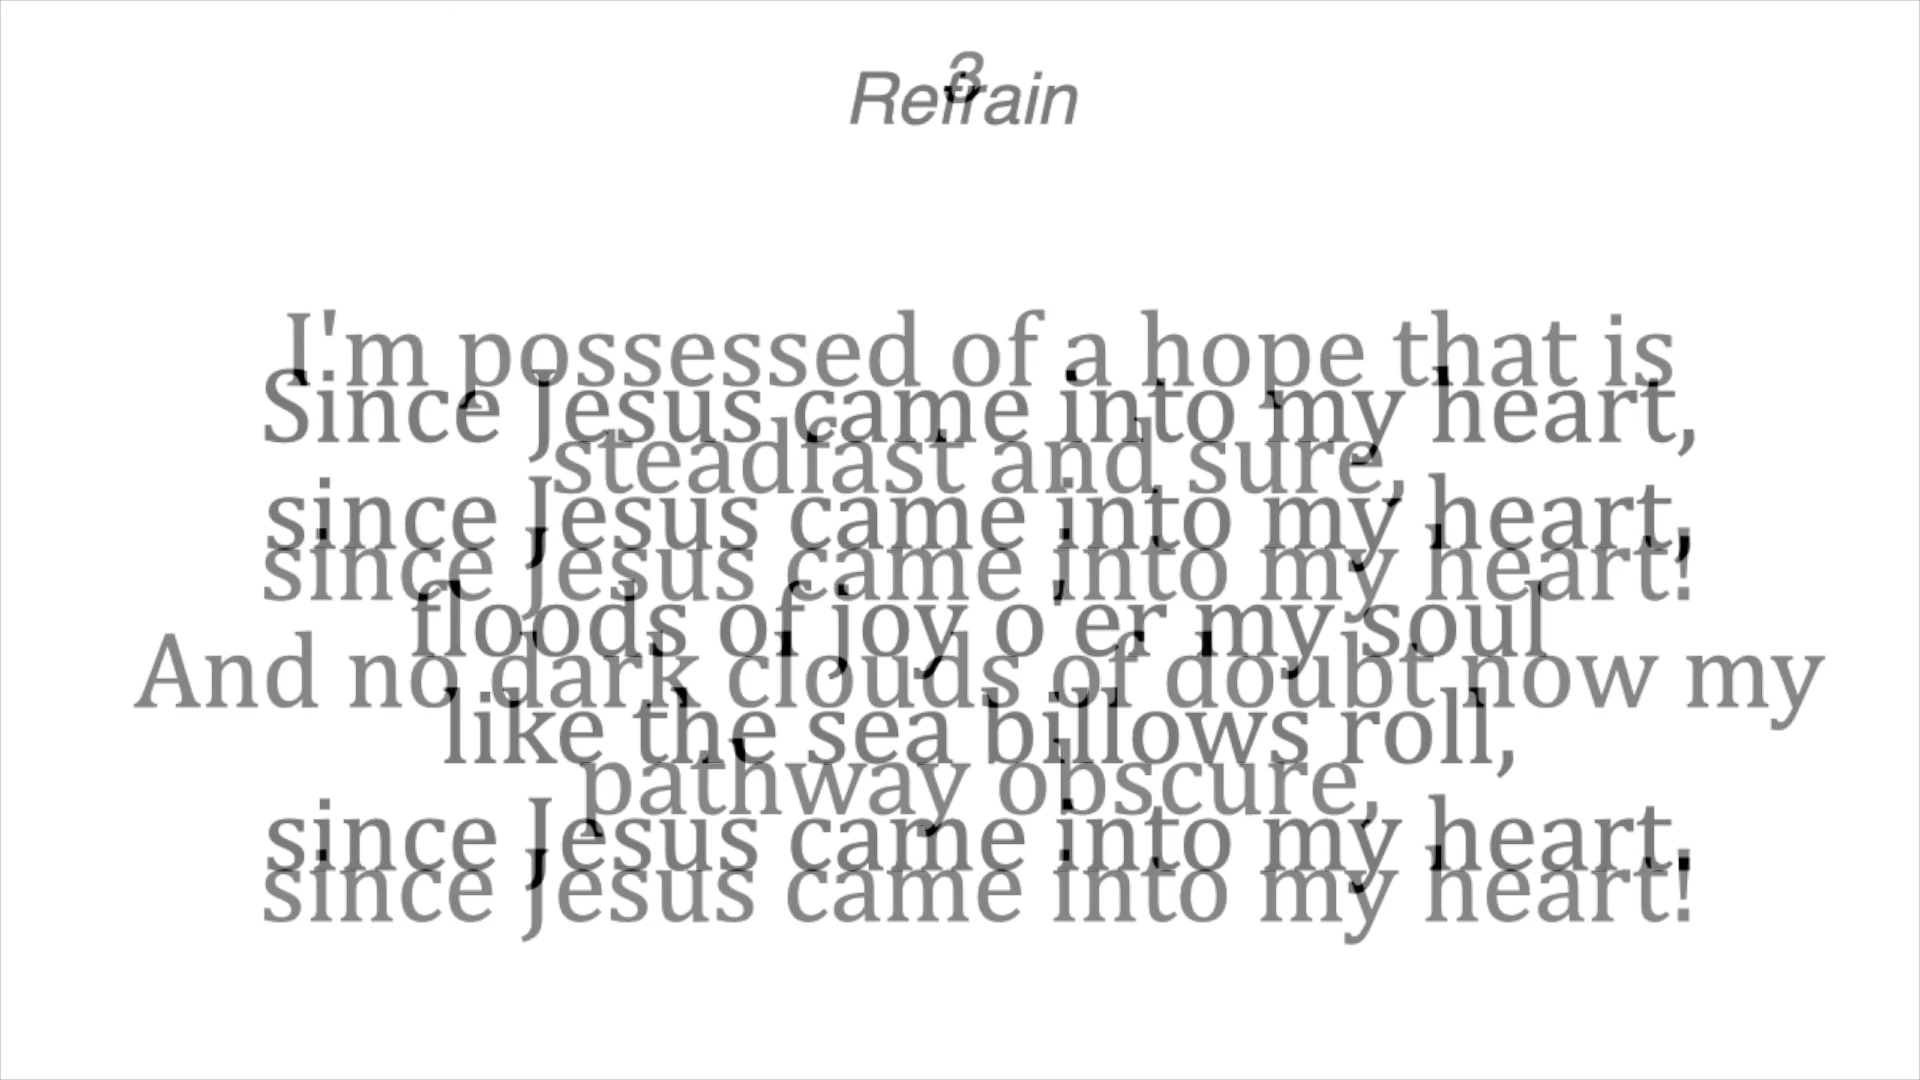 3
Refrain
I'm possessed of a hope that is
Since Jesus came into my heart,
steadfast and sure,
since Jesus came into my heart,
since Jesus came into my heart!
floods of joy o'er my soul
And no dark clouds of doubt now my
like the sea billows roll,
pathway obscure,
since Jesus came into my heart.
since Jesus came into my heart!